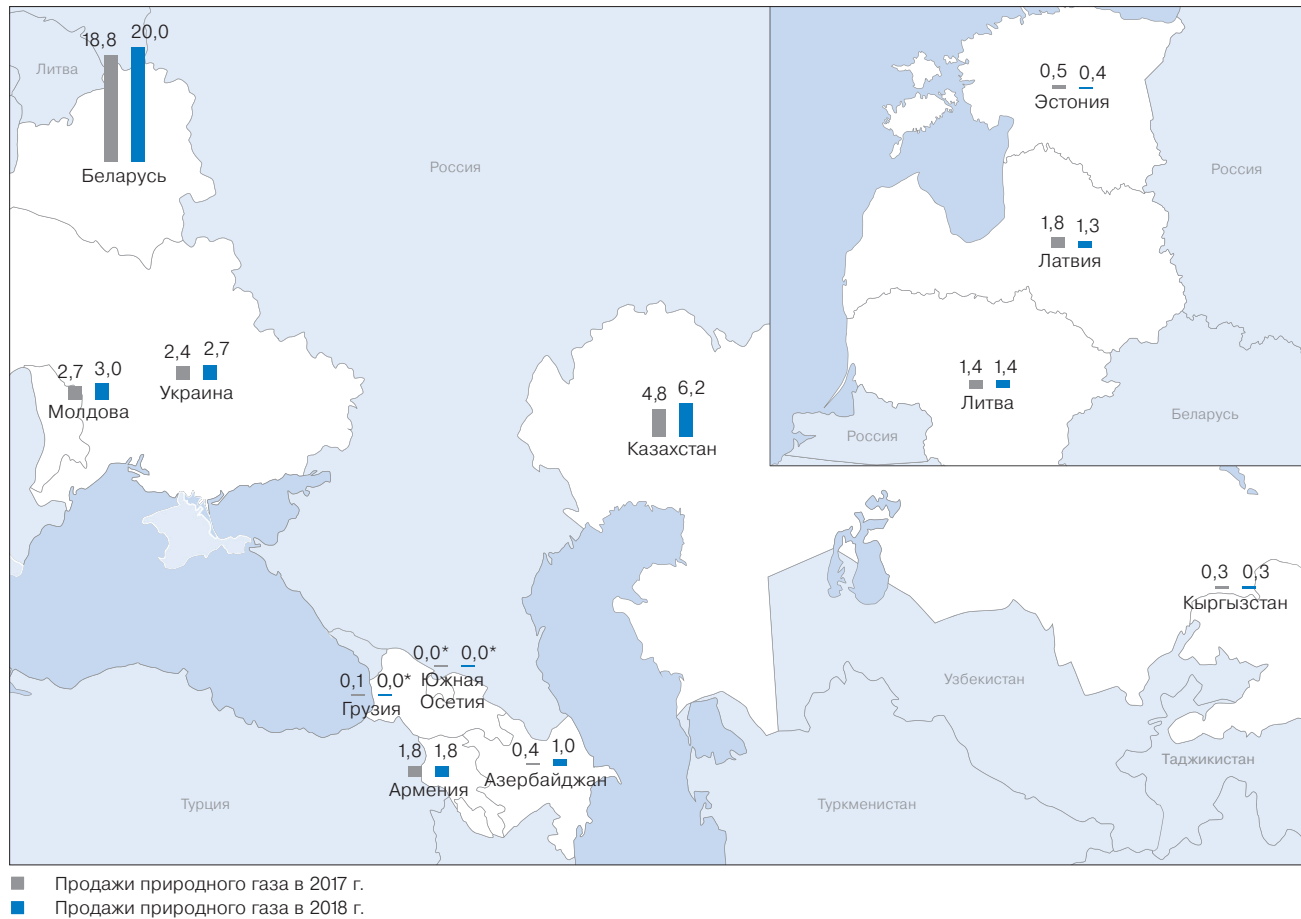 18,8 20,0
Литва
Беларусь
Россия
2,7 3,0
Молдова
2,4 2,7
Украина
4,8 6,2
Казахстан
0,5 0,4
Эстония
Россия
1,8 1,3
Латвия
1,4 1,4
Литва
Россия
Беларусь
0,3 0,3
Кыргызстан
0,0* 0,0*
Южная
Осетия
0,1 0,0*
Грузия
1,8 1,8
Армения
0,4 1,0
Азербайджан
Узбекистан
Таджикистан
Турция
Туркменистан
Продажи природного газа в 2017 г.
Продажи природного газа в 2018 г.